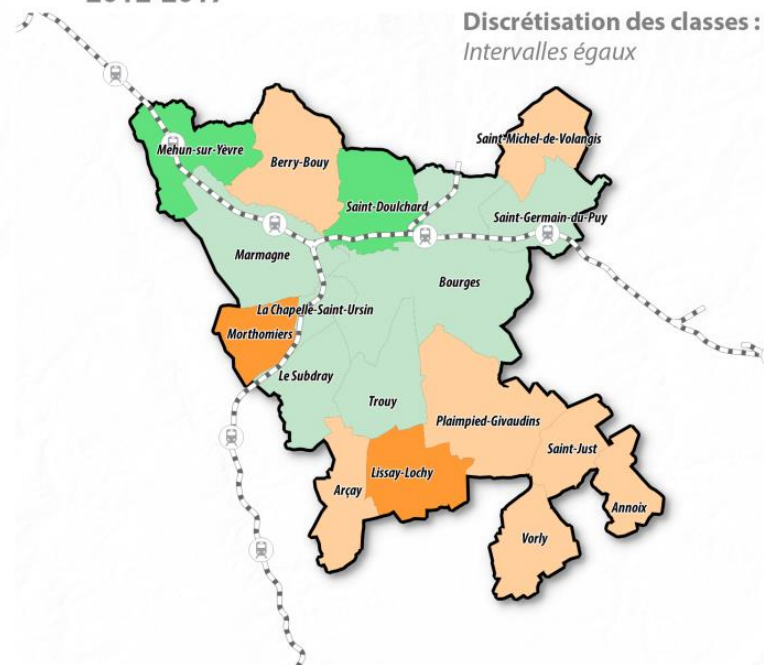 Discrétisation des classes :
Intervalles égaux
Saint-Michel-de-Volangis
Mehun-sur-Yèvre
Berry-Bouy
Saint-Doulchard
Saint-Germain-du-Puy
Marmagne
Bourges
La Chapelle-Saint-Ursin
Morthomiers
Le Subdray
Trouy
Plaimpied-Givaudins
Saint-Just
Lissay-Lochy
Arçay
Annoix
Vorly